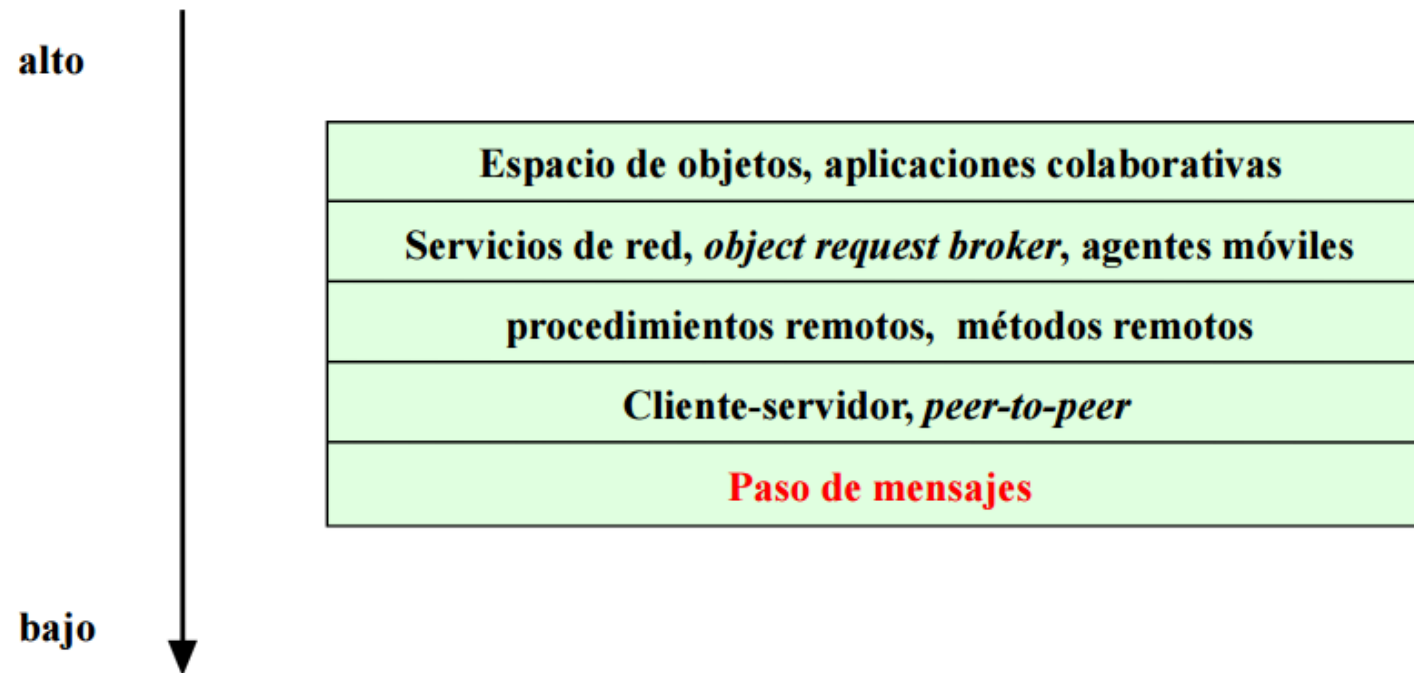 alto
Espacio de objetos, aplicaciones colaborativas
Servicios de red, object request broker, agentes móviles
procedimientos remotos, métodos remotos
Cliente-servidor, peer-to-peer
Paso de mensajes
bajo